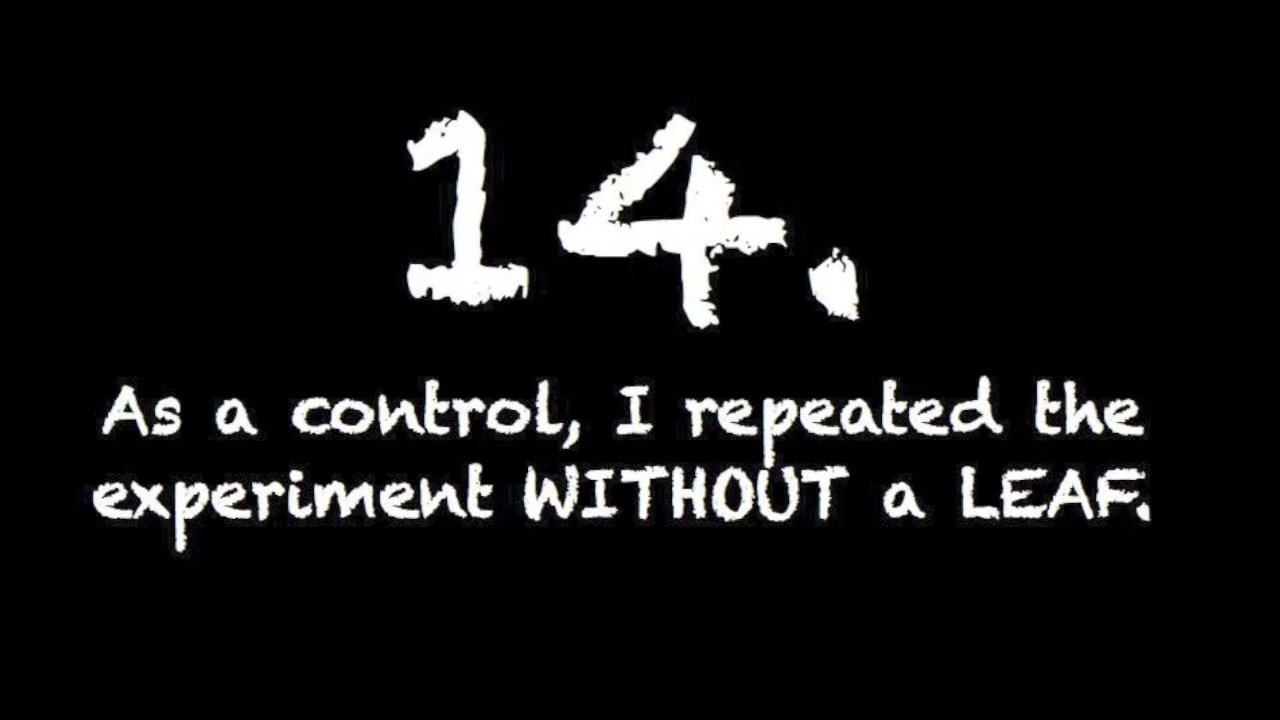 14.
As a control, I repeated the
experiment WITHOUT a LEAF.